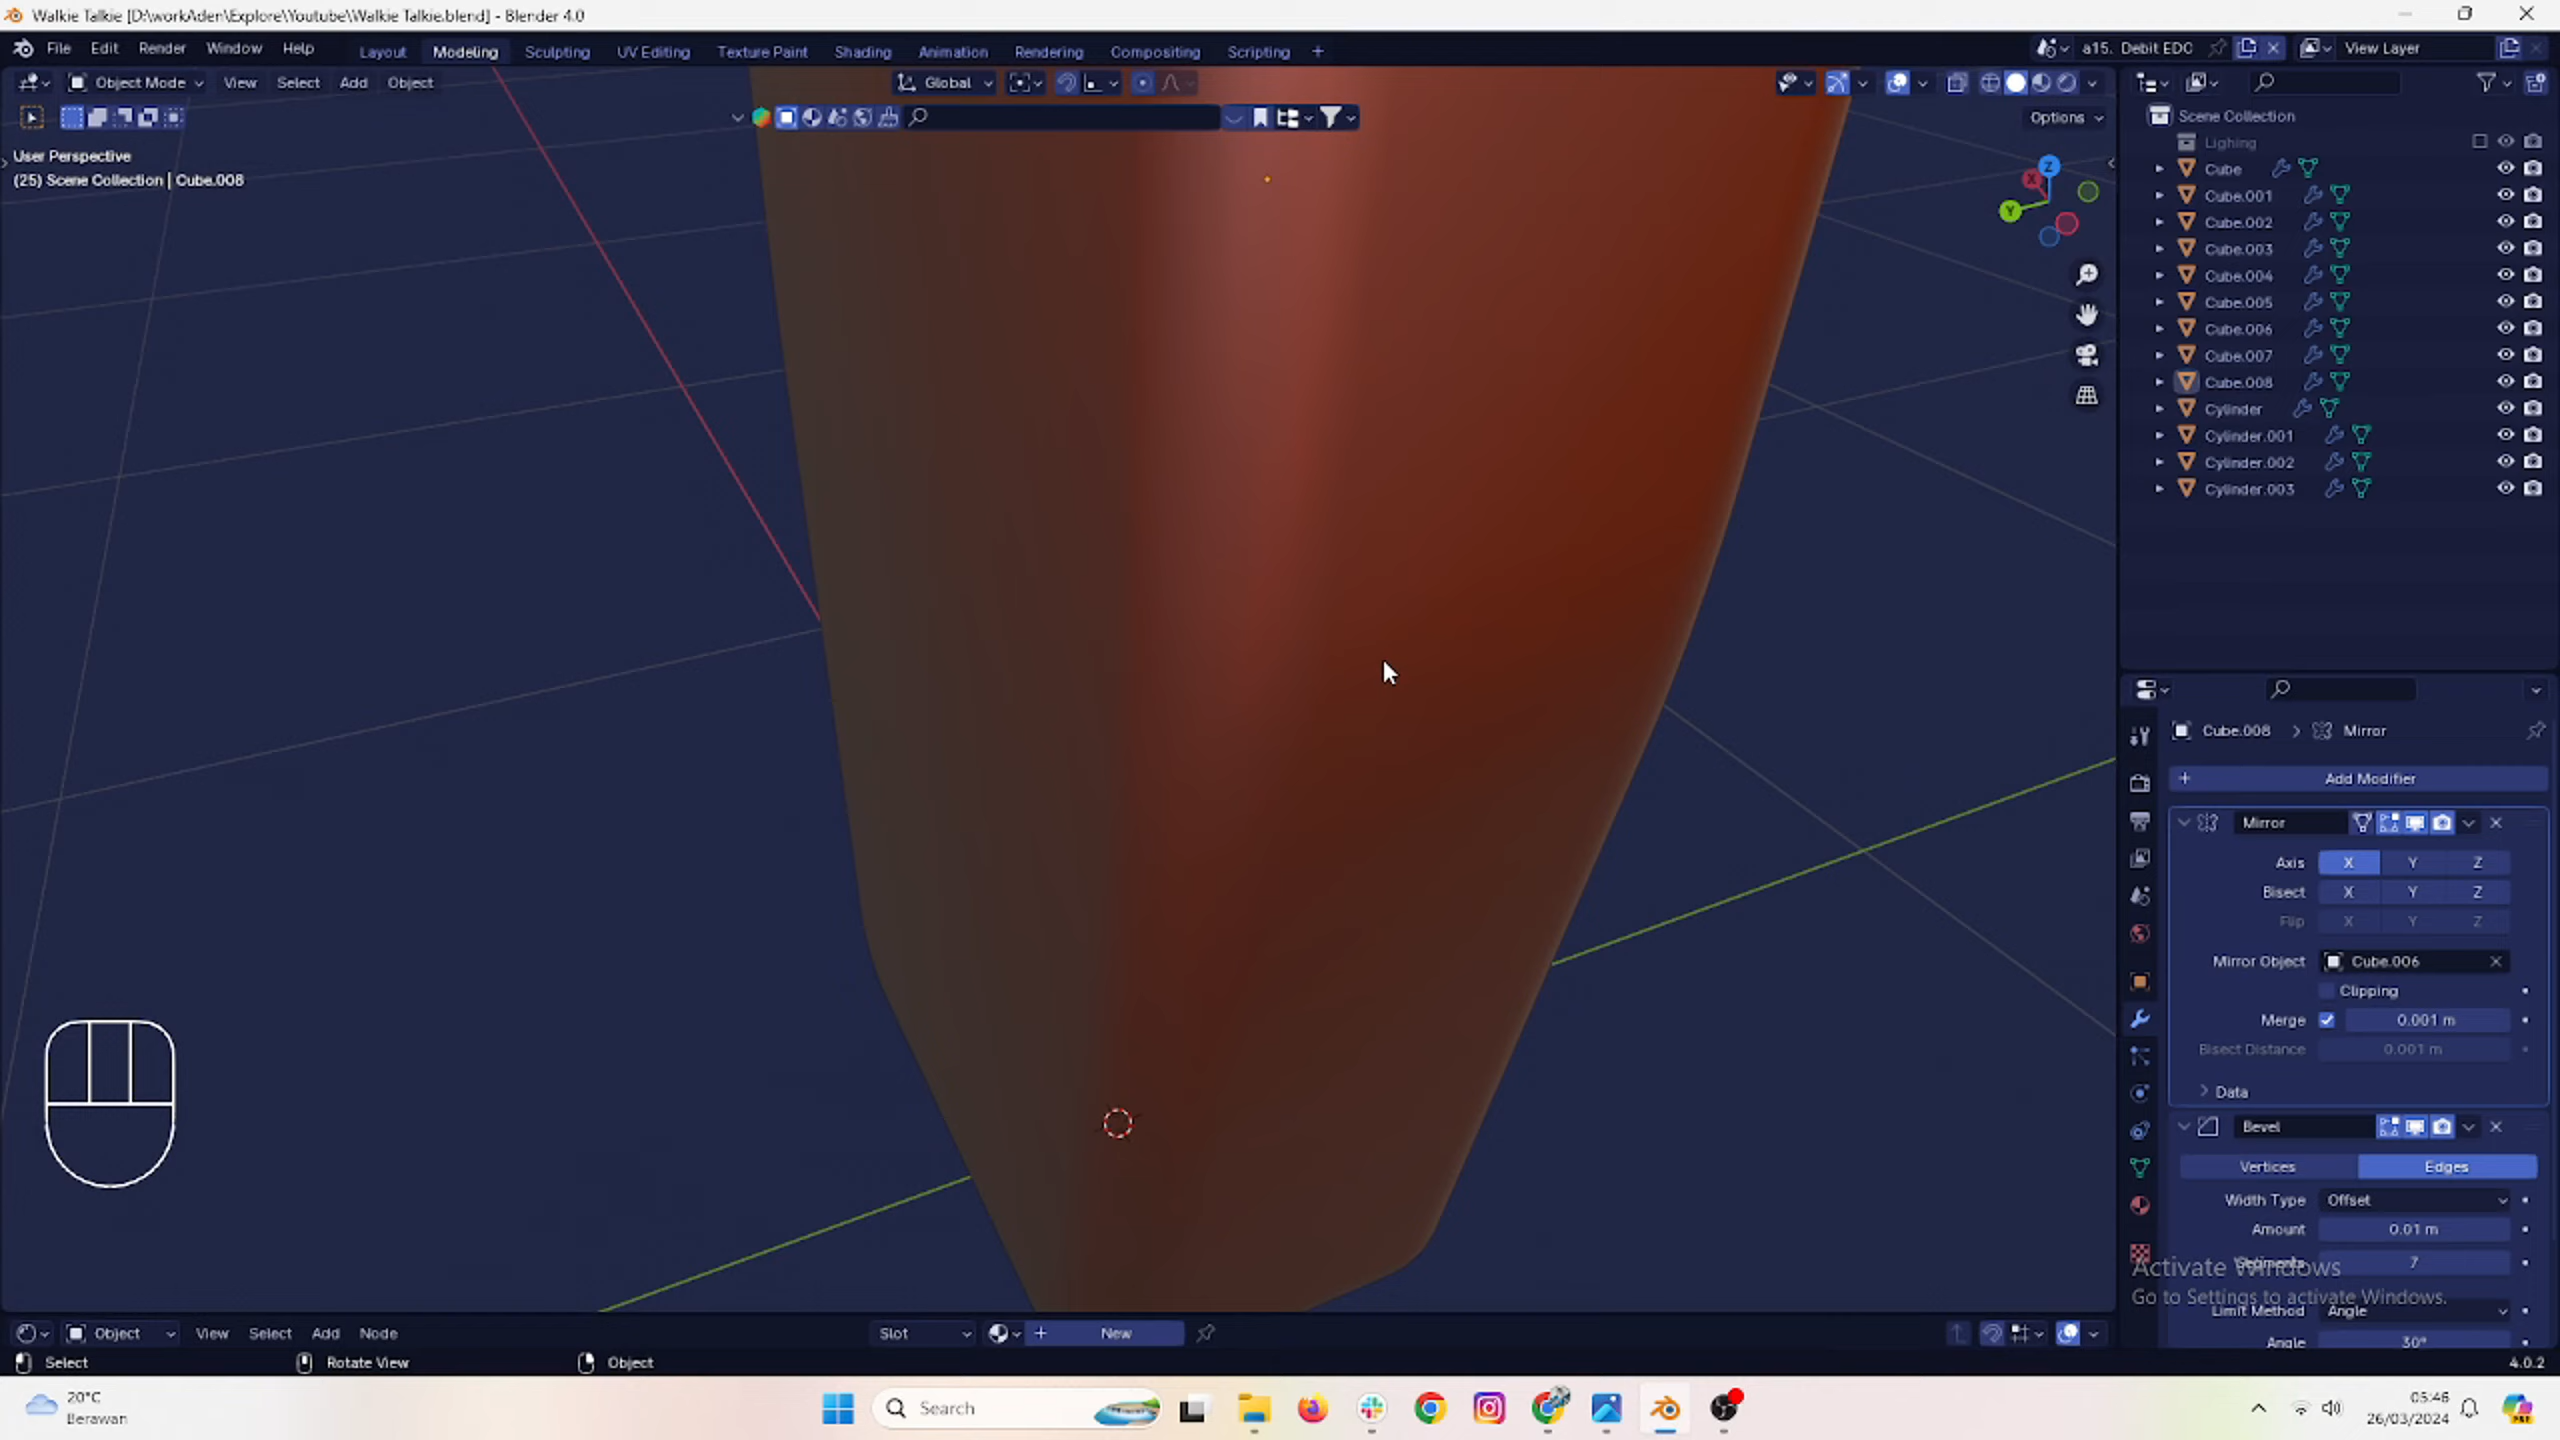 Walkie Talkie [D:\workAden\Explore\Youtube\Walkie Talkie.blend] - Blender 4.0
File Edit Render Window Help Layout Modeling Sculpting UV Editing Texture Paint Shading Animation Rendering Compositing Scripting + a15. Debit EDC View Layer
Object Mode View Select Add Object Global
Options
User Perspective
(25) Scene Collection | Cube.008
Z
X
Y
Scene Collection
Lighing
Cube
Cube.001
Cube.002
Cube.003
Cube.004
Cube.005
Cube.006
Cube.007
Cube.008
Cylinder
Cylinder.001
Cylinder.002
Cylinder.003
Cube.008 > Mirror
+ Add Modifier
Mirror
Axis X Y Z
Bisect X Y Z
Flip X Y Z
Mirror Object Cube.006
Clipping
Merge 0.001 m
Bisect Distance 0.001 m
Data
Bevel
Vertices Edges
Width Type Offset
Amount 0.01 m
Segments 7
Activate Windows
Go to Settings to activate Windows.
Limit Method Angle
Angle 30°
Object View Select Add Node Slot + New
Select Rotate View Object 4.0.2
20°C
Berawan
Search
05:46
26/03/2024